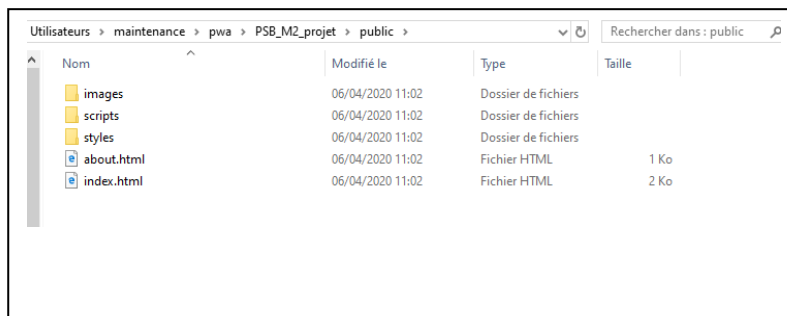 Utilisateurs > maintenance > pwa > PSB_M2_projet > public > Rechercher dans : public
Nom Modifié le Type Taille
images 06/04/2020 11:02 Dossier de fichiers
scripts 06/04/2020 11:02 Dossier de fichiers
styles 06/04/2020 11:02 Dossier de fichiers
about.html 06/04/2020 11:02 Fichier HTML 1 Ko
index.html 06/04/2020 11:02 Fichier HTML 2 Ko